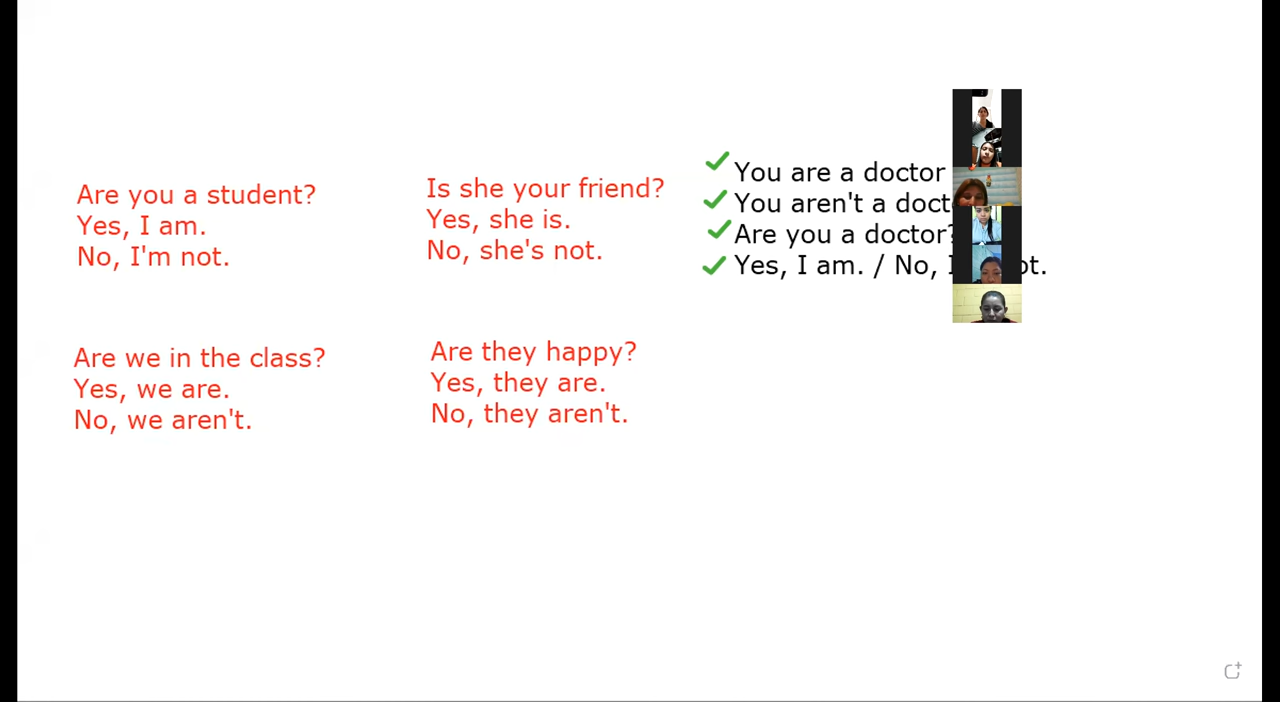 Are you a student?
Yes, I am.
No, I'm not.
Is she your friend?
Yes, she is.
No, she's not.
You are a doctor
You aren't a
Are you a doctor?
Yes, I am. / No,
Are we in the class?
Yes, we are.
No, we aren't.
Are they happy?
Yes, they are.
No, they aren't.